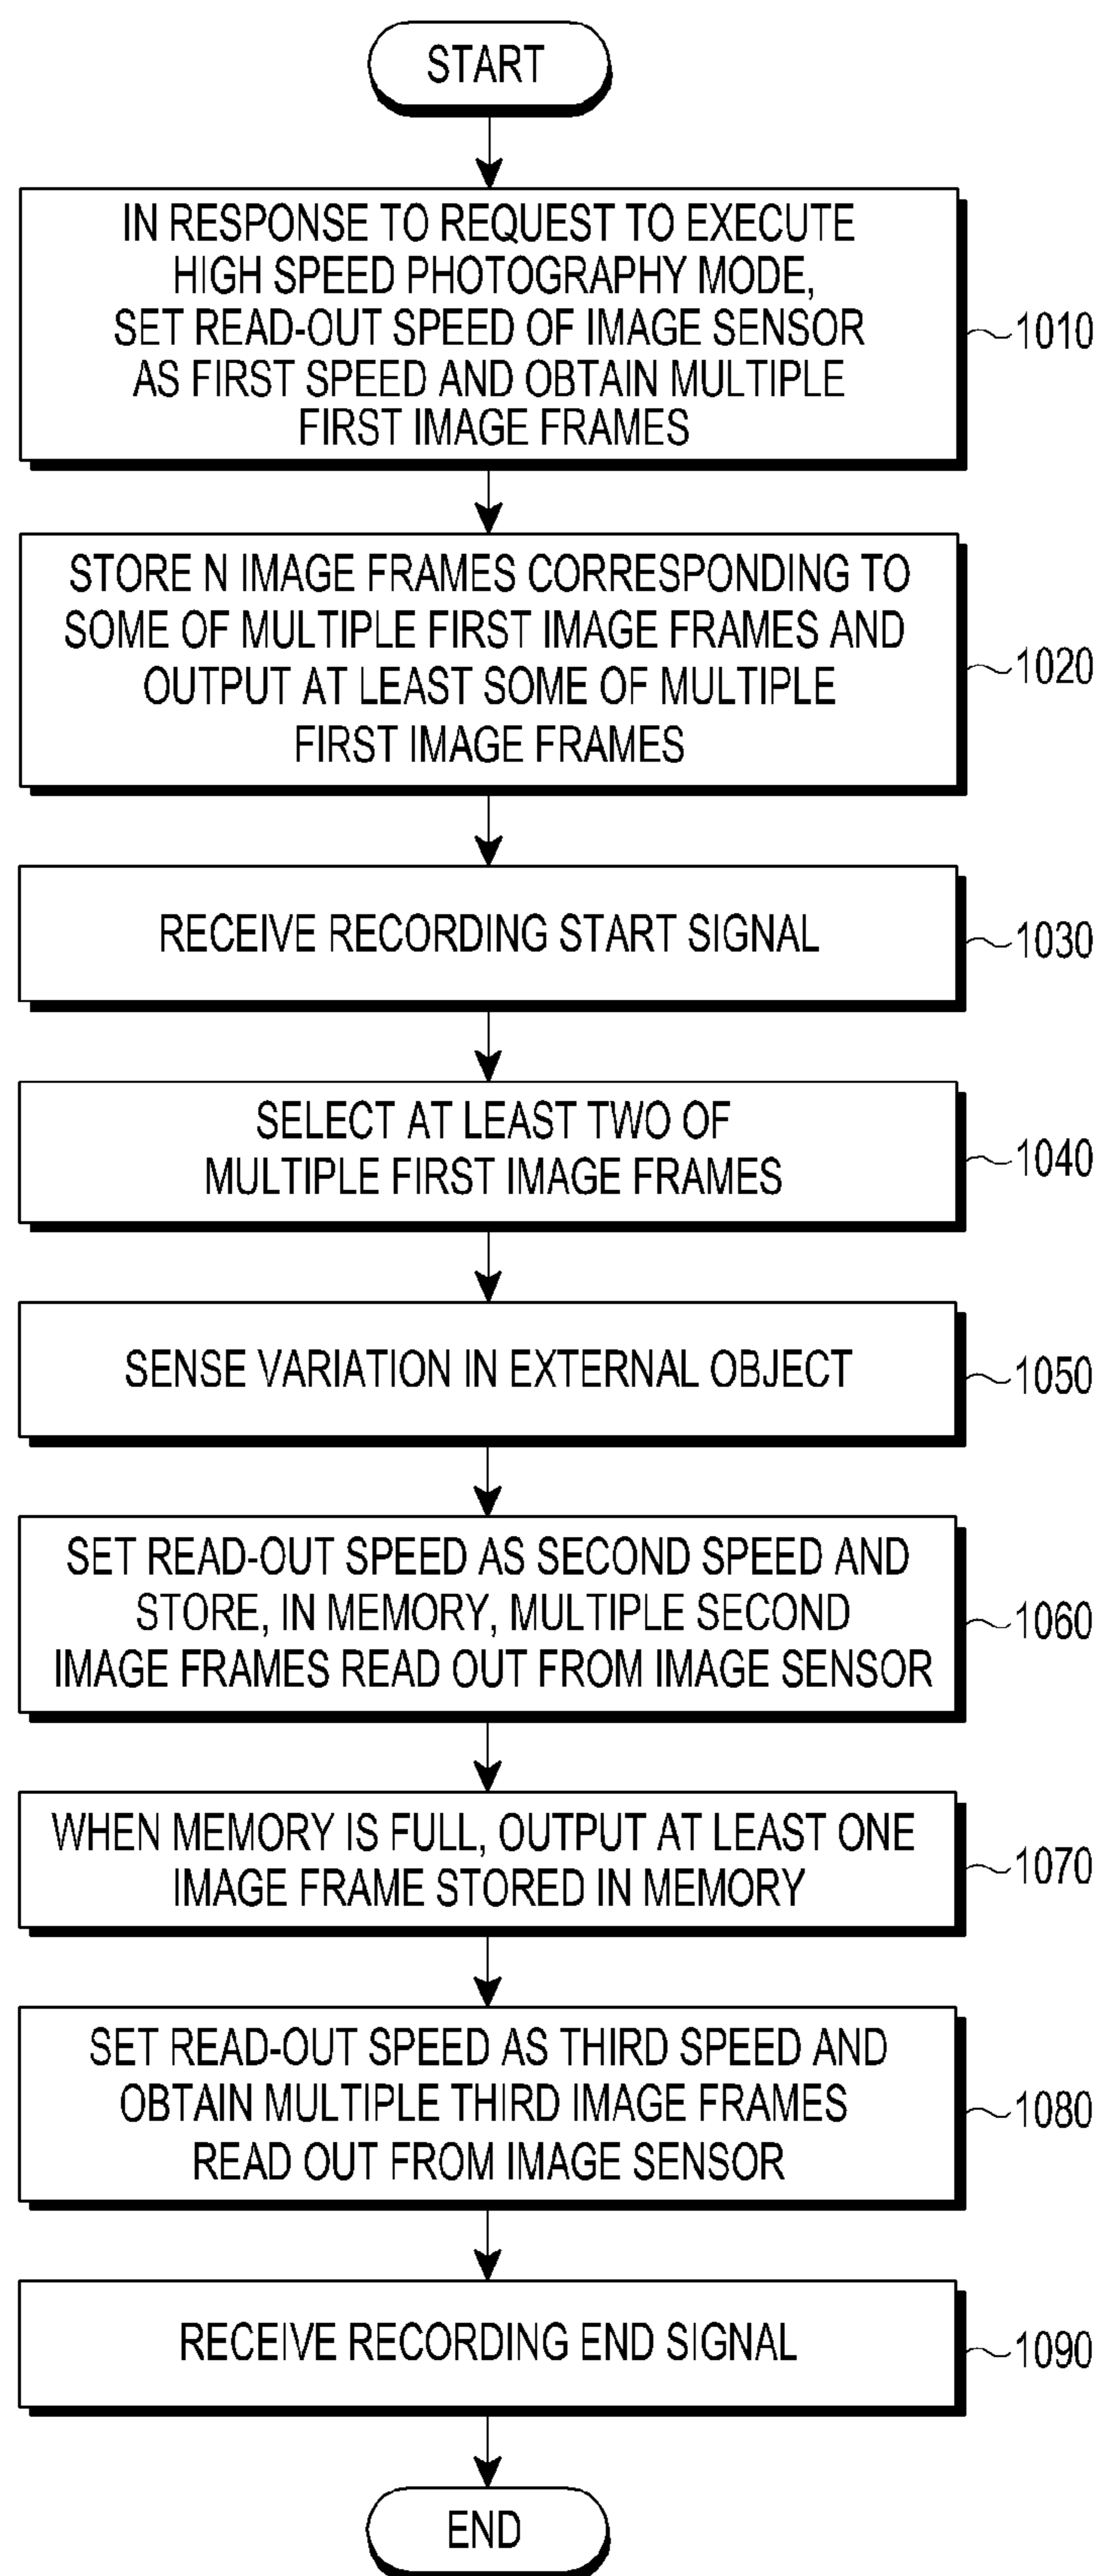 START
IN RESPONSE TO REQUEST TO EXECUTE
HIGH SPEED PHOTOGRAPHY MODE,
SET READ-OUT SPEED OF IMAGE SENSOR
AS FIRST SPEED AND OBTAIN MULTIPLE
FIRST IMAGE FRAMES
1010
STORE N IMAGE FRAMES CORRESPONDING TO
SOME OF MULTIPLE FIRST IMAGE FRAMES AND
OUTPUT AT LEAST SOME OF MULTIPLE
FIRST IMAGE FRAMES
1020
RECEIVE RECORDING START SIGNAL
1030
SELECT AT LEAST TWO OF
MULTIPLE FIRST IMAGE FRAMES
1040
SENSE VARIATION IN EXTERNAL OBJECT
1050
SET READ-OUT SPEED AS SECOND SPEED AND
STORE, IN MEMORY, MULTIPLE SECOND
IMAGE FRAMES READ OUT FROM IMAGE SENSOR
1060
WHEN MEMORY IS FULL, OUTPUT AT LEAST ONE
IMAGE FRAME STORED IN MEMORY
1070
SET READ-OUT SPEED AS THIRD SPEED AND
OBTAIN MULTIPLE THIRD IMAGE FRAMES
READ OUT FROM IMAGE SENSOR
1080
RECEIVE RECORDING END SIGNAL
1090
END